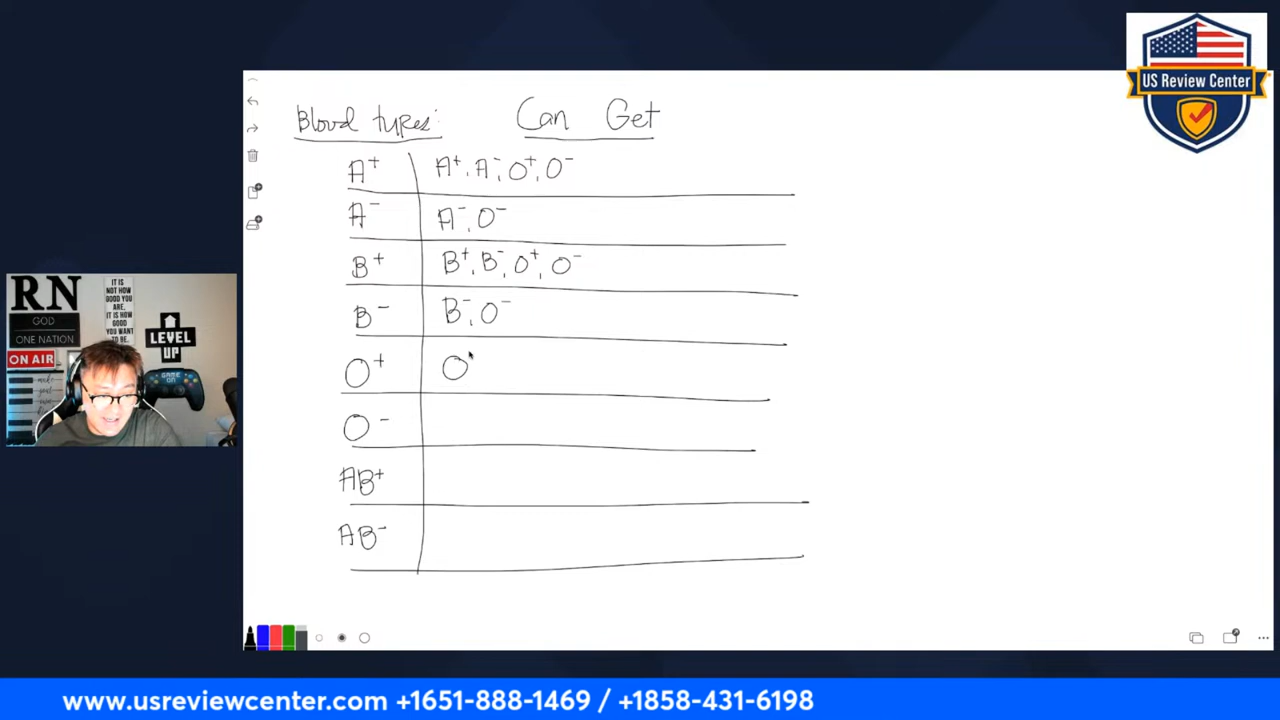 US Review Center
Blood types: Can Get
A+ A+, A-, O+, O-
A- A-, O-
B+ B+, B-, O+, O-
B- B-, O-
O+ O
O-
AB+
AB-
RN
GOD
ONE NATION
ON AIR
IT IS
NOT HOW
GOOD YOU
ARE,
IT IS HOW
GOOD YOU
WANT
TO BE.
LEVEL
UP
GAME
ON
www.usreviewcenter.com +1651-888-1469 / +1858-431-6198